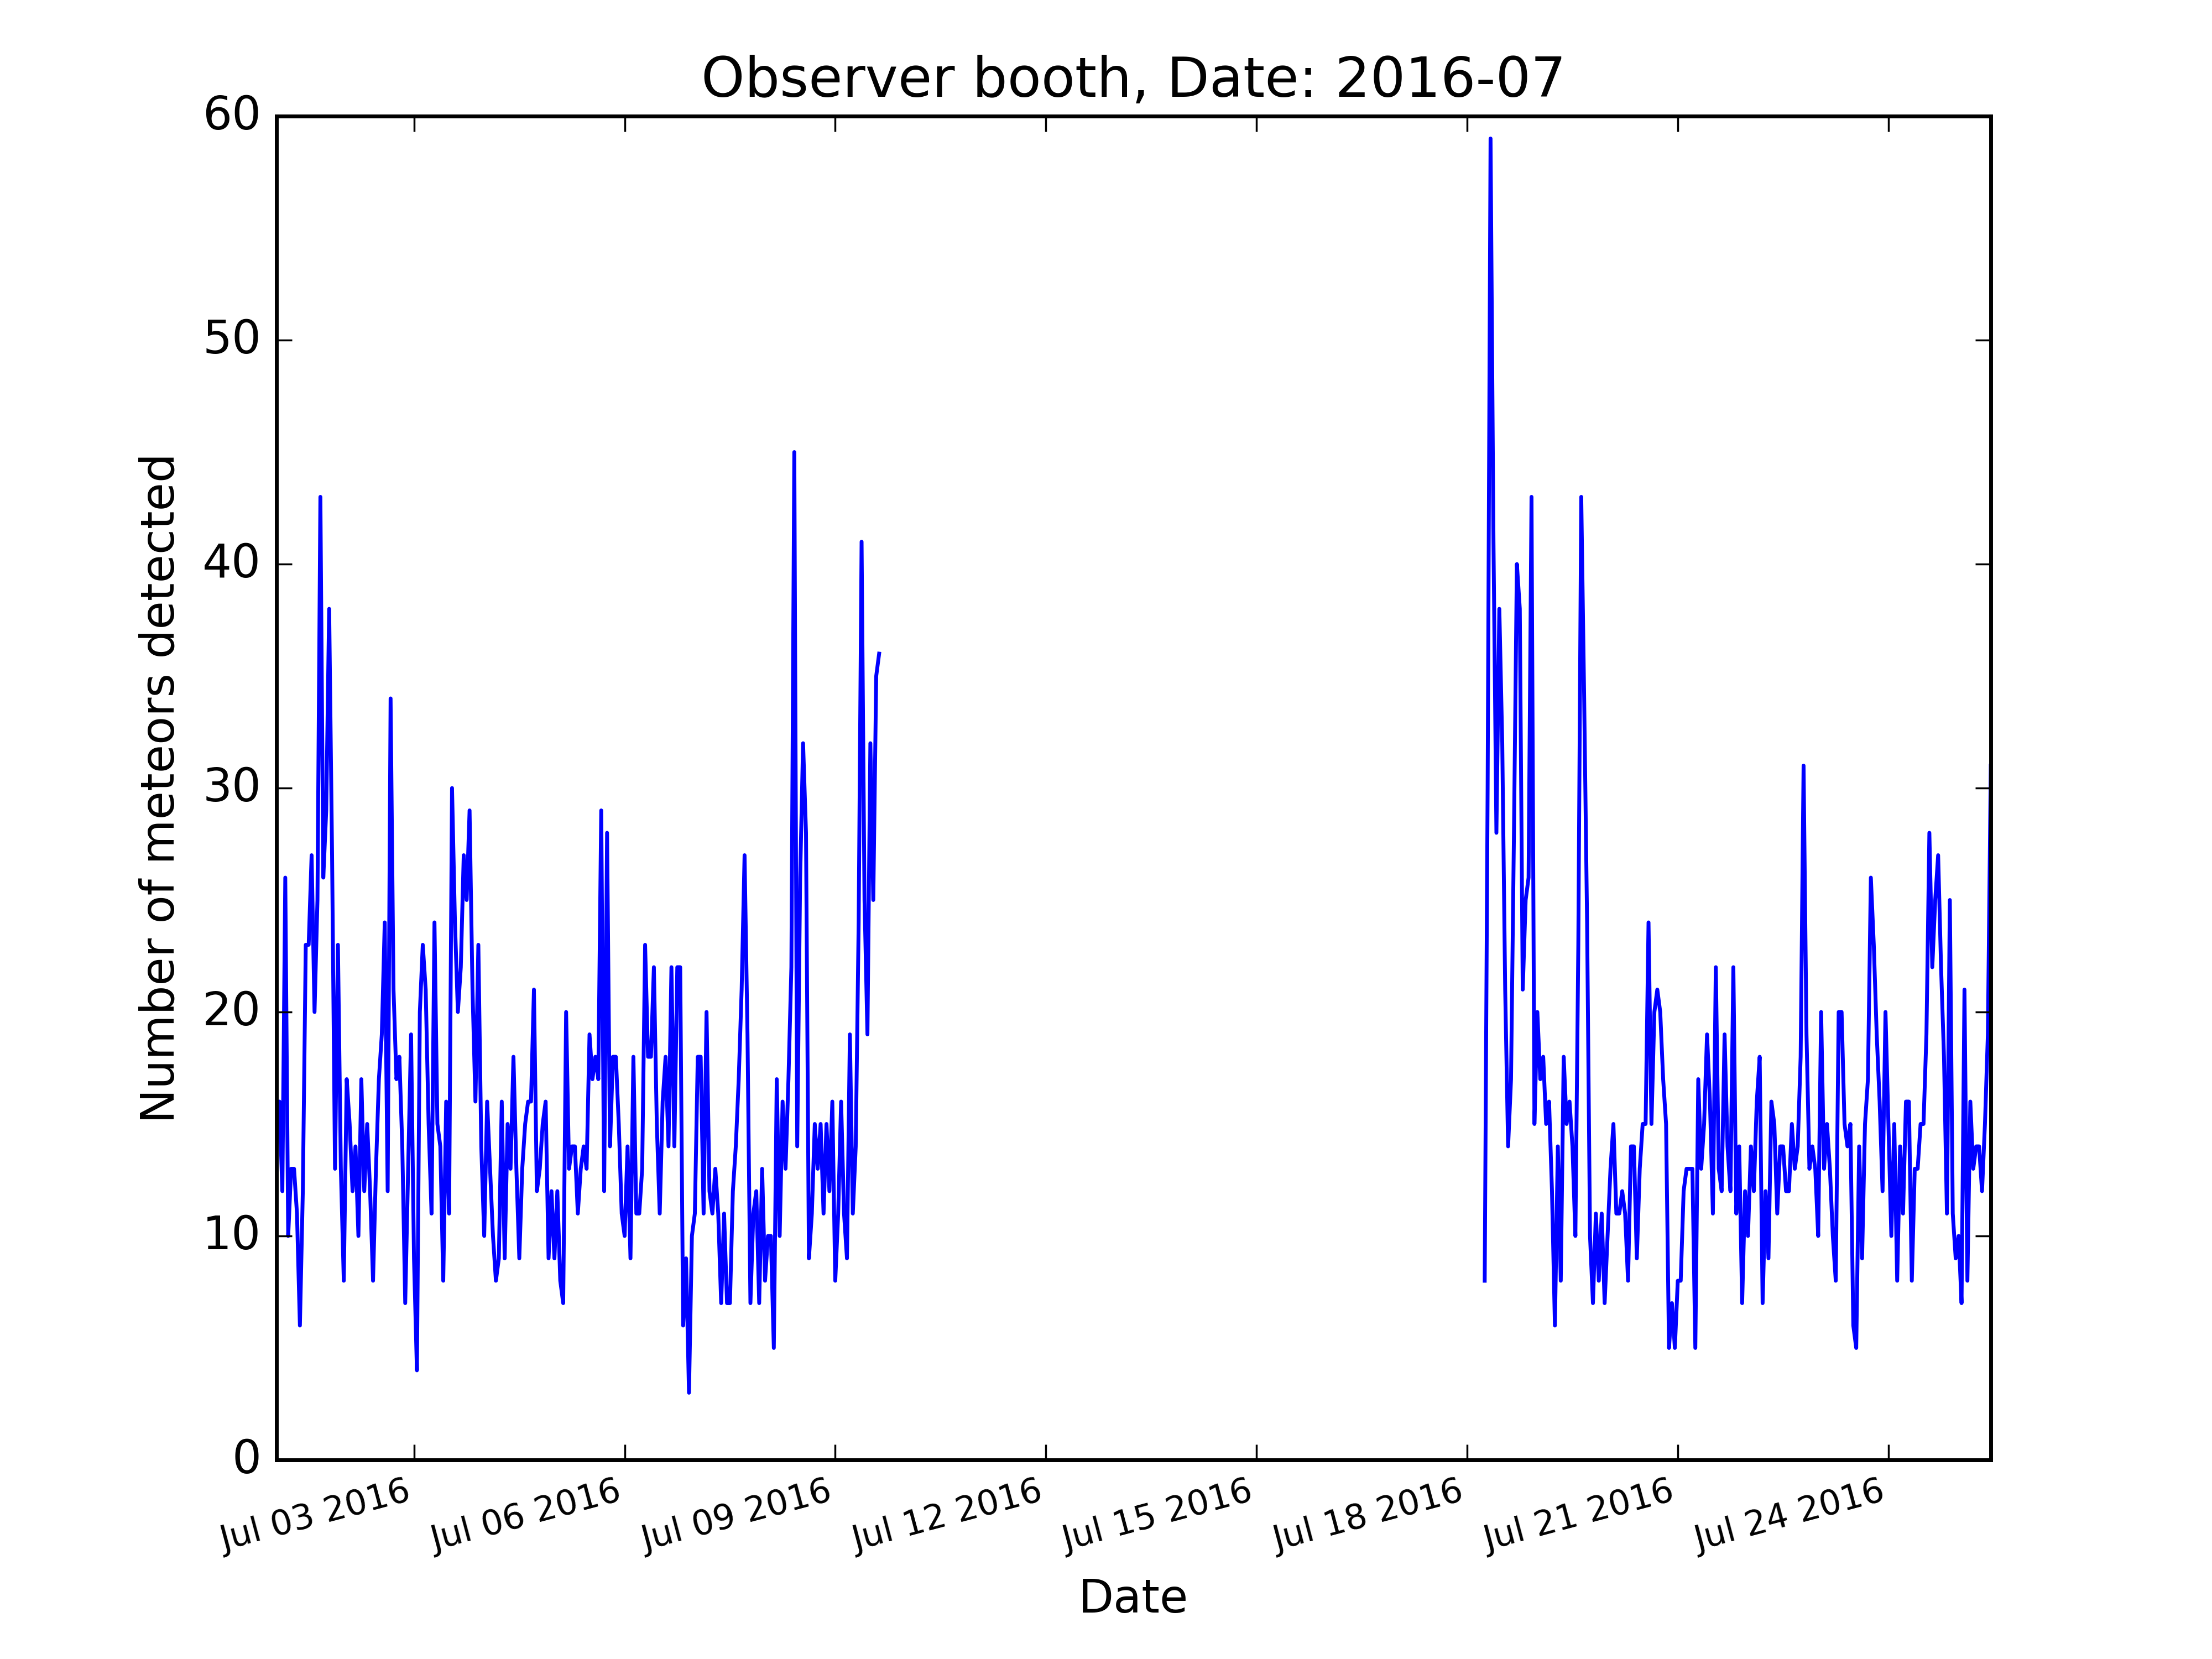 Observer booth, Date: 2016-07
Number of meteors detected
60
50
40
30
20
10
0
Jul 03 2016
Jul 06 2016
Jul 09 2016
Jul 12 2016
Jul 15 2016
Jul 18 2016
Jul 21 2016
Jul 24 2016
Date